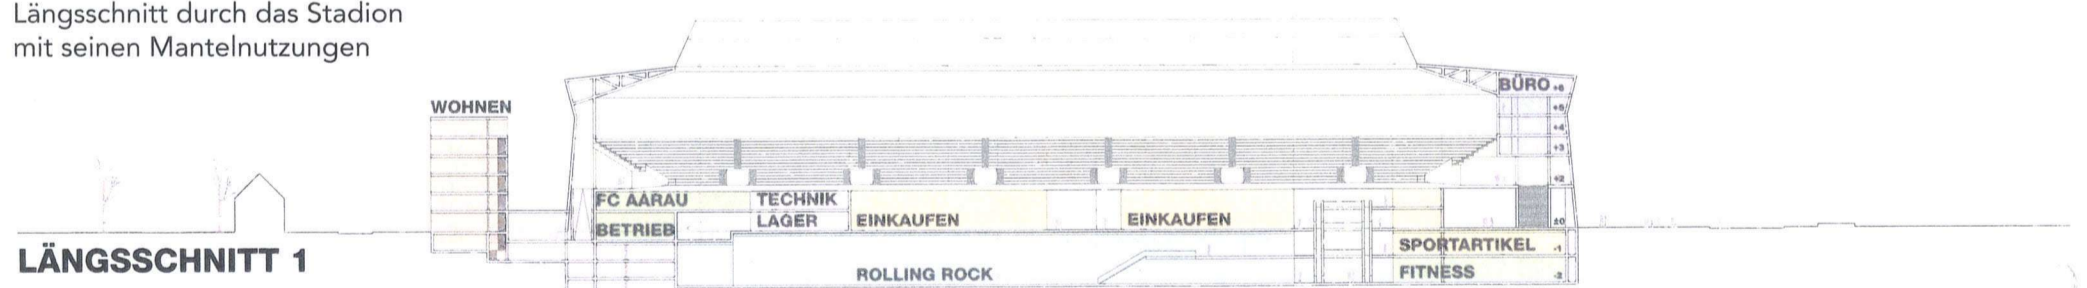 Längsschnitt durch das Stadion
mit seinen Mantelnutzungen
BÜRO +6
WOHNEN
+5
+4
+3
+2
FC AARAU
TECHNIK
BETRIEB
LAGER
EINKAUFEN
EINKAUFEN
±0
SPORTARTIKEL -1
LÄNGSSCHNITT 1
ROLLING ROCK
FITNESS -2